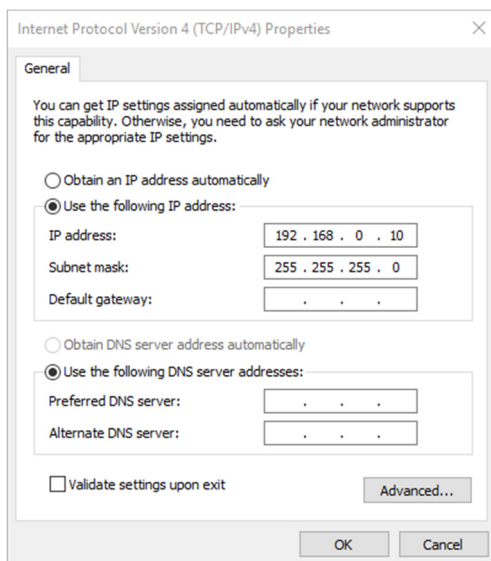 Internet Protocol Version 4 (TCP/IPv4) Properties
General
You can get IP settings assigned automatically if your network supports
this capability. Otherwise, you need to ask your network administrator
for the appropriate IP settings.
Obtain an IP address automatically
Use the following IP address:
IP address: 192 . 168 . 0 . 10
Subnet mask: 255 . 255 . 255 . 0
Default gateway: . . .
Obtain DNS server address automatically
Use the following DNS server addresses:
Preferred DNS server: . . .
Alternate DNS server: . . .
Validate settings upon exit
Advanced...
OK Cancel